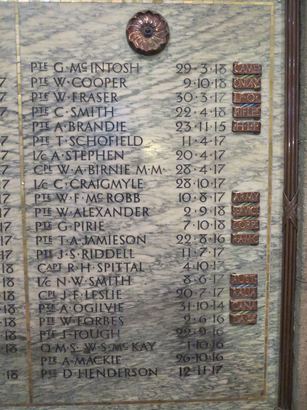 PTE G. McINTOSH 29·3·18
PTE W. COOPER 9·10·18
PTE W. FRASER 30·3·17
PTE C. SMITH 22·4·18
PTE A. BRANDIE 23·11·15
PTE T. SCHOFIELD 11·4·17
L/C A. STEPHEN 20·4·17
CPL W. A. BIRNIE M·M· 28·4·17
L/C C. CRAIGMYLE 28·10·17
PTE W. F. McROBB 10·8·17
PTE W. ALEXANDER 2·9·18
PTE G. PIRIE 7·10·18
PTE T. A. JAMIESON 22·8·16
PTE J. S. RIDDELL 11·7·17
CAPT R. H. SPITTAL 4·10·17
L/C N. W. SMITH 8·6·17
CPL J. F. LESLIE 20·7·17
PTE A. OGILVIE 31·10·14
PTE W. FORBES 2·6·16
PTE J. TOUGH 22·9·16
Q·M·S· W. S. McKAY 1·10·16
PTE A. MACKIE 26·10·16
PTE D. HENDERSON 12·11·17